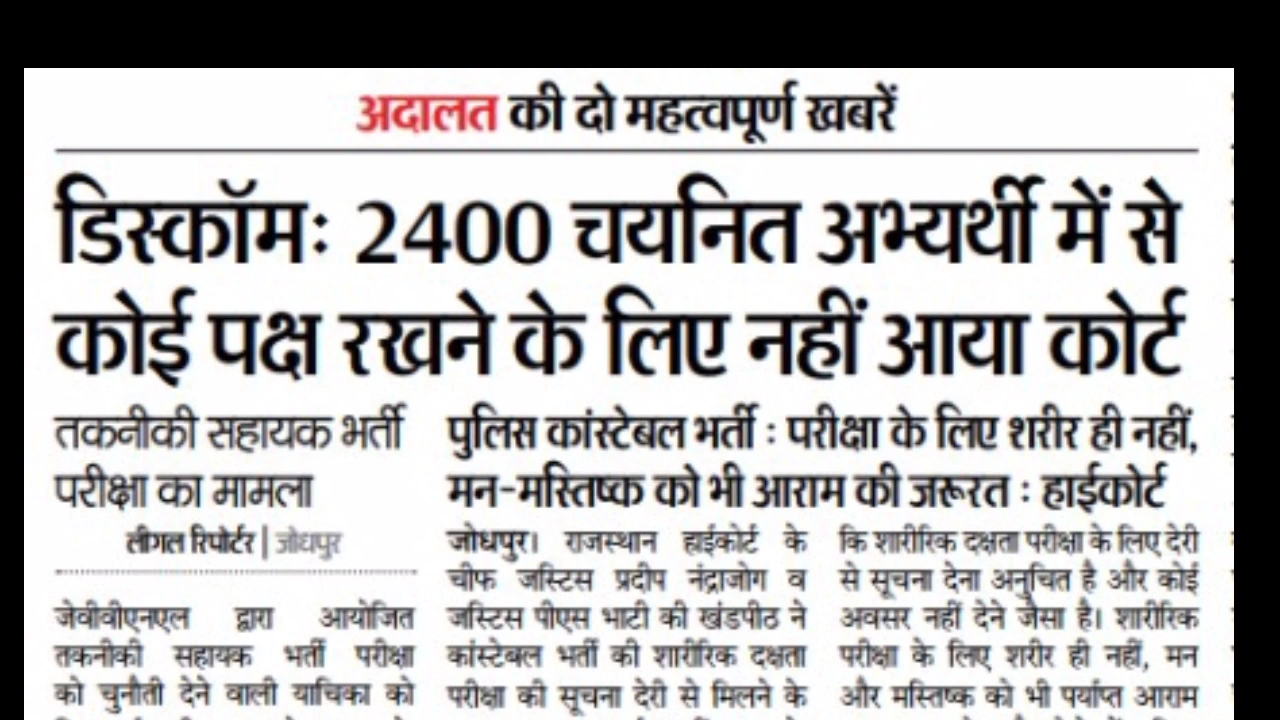 अदालत की दो महत्वपूर्ण खबरें
डिस्कॉम: 2400 चयनित अभ्यर्थी में से
कोई पक्ष रखने के लिए नहीं आया कोर्ट
तकनीकी सहायक भर्ती
परीक्षा का मामला
लीगल रिपोर्टर | जोधपुर
जेवीवीएनएल द्वारा आयोजित
तकनीकी सहायक भर्ती परीक्षा
को चुनौती देने वाली याचिका को
पुलिस कांस्टेबल भर्ती : परीक्षा के लिए शरीर ही नहीं,
मन-मस्तिष्क को भी आराम की जरूरत : हाईकोर्ट
जोधपुर। राजस्थान हाईकोर्ट के
चीफ जस्टिस प्रदीप नंद्राजोग व
जस्टिस पीएस भाटी की खंडपीठ ने
कांस्टेबल भर्ती की शारीरिक दक्षता
परीक्षा की सूचना देरी से मिलने के
कि शारीरिक दक्षता परीक्षा के लिए देरी
से सूचना देना अनुचित है और कोई
अवसर नहीं देने जैसा है। शारीरिक
परीक्षा के लिए शरीर ही नहीं, मन
और मस्तिष्क को भी पर्याप्त आराम